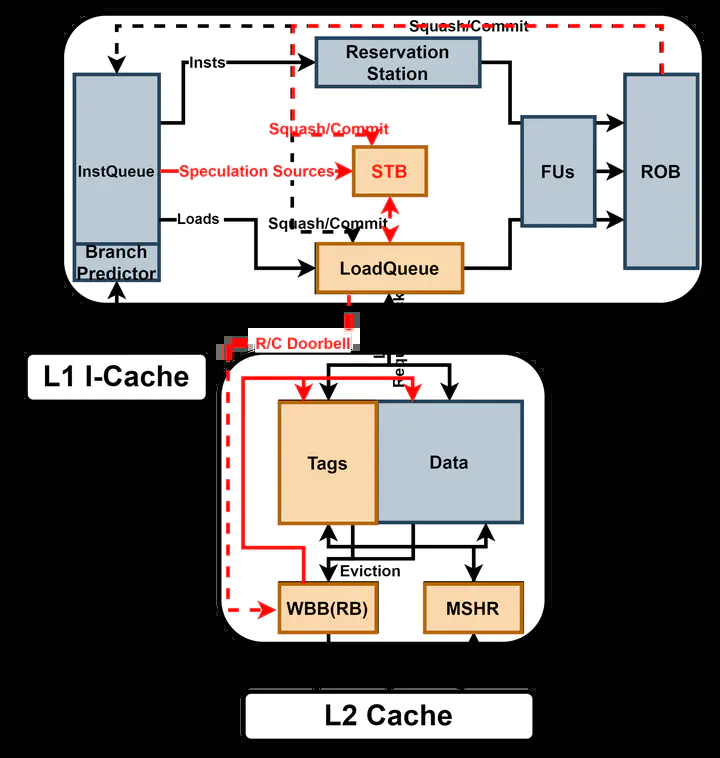 Squash/Commit
Insts
Reservation
Station
Squash/Commit
InstQueue
Speculation Sources
STB
FUs
ROB
Loads
Squash/Commit
Branch
Predictor
LoadQueue
R/C Doorbell
L1 I-Cache
Tags
Data
Eviction
WBB(RB)
MSHR
L2 Cache